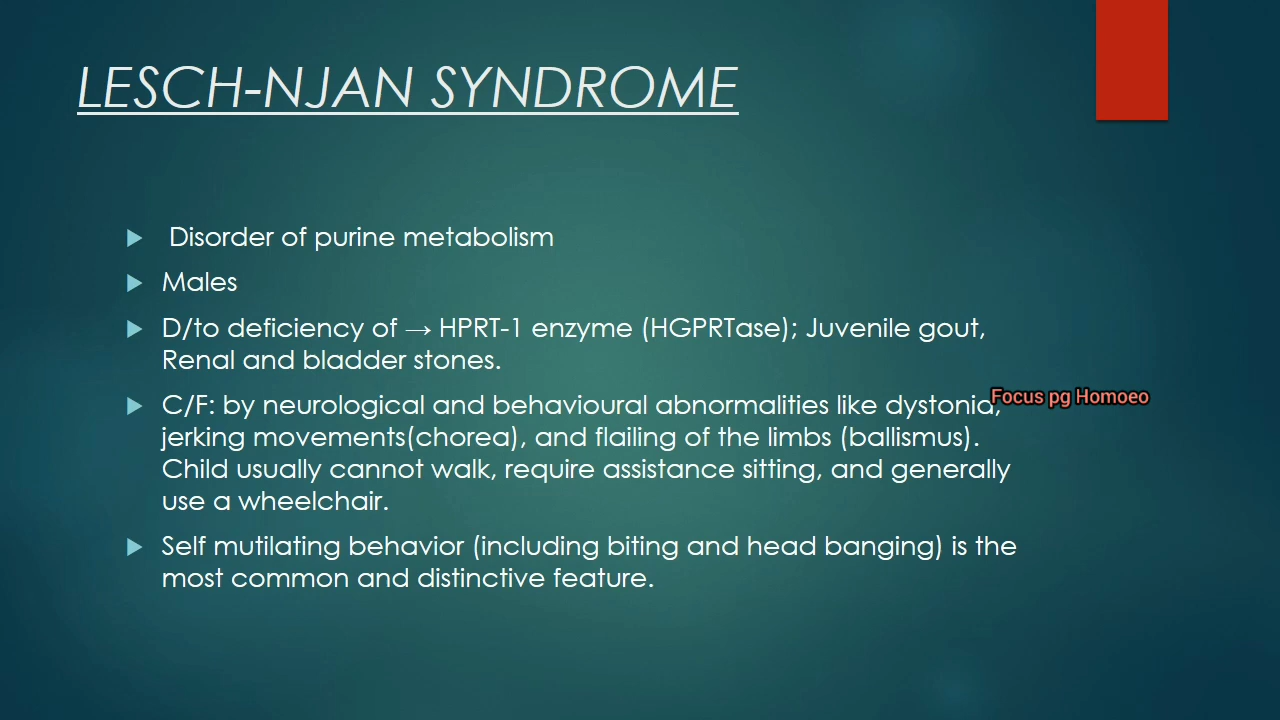 LESCH-NJAN SYNDROME
Disorder of purine metabolism
Males
D/to deficiency of → HPRT-1 enzyme (HGPRTase); Juvenile gout,
Renal and bladder stones.
C/F: by neurological and behavioural abnormalities like dystonia,
Focus pg Homoeo
jerking movements(chorea), and flailing of the limbs (ballismus).
Child usually cannot walk, require assistance sitting, and generally
use a wheelchair.
Self mutilating behavior (including biting and head banging) is the
most common and distinctive feature.